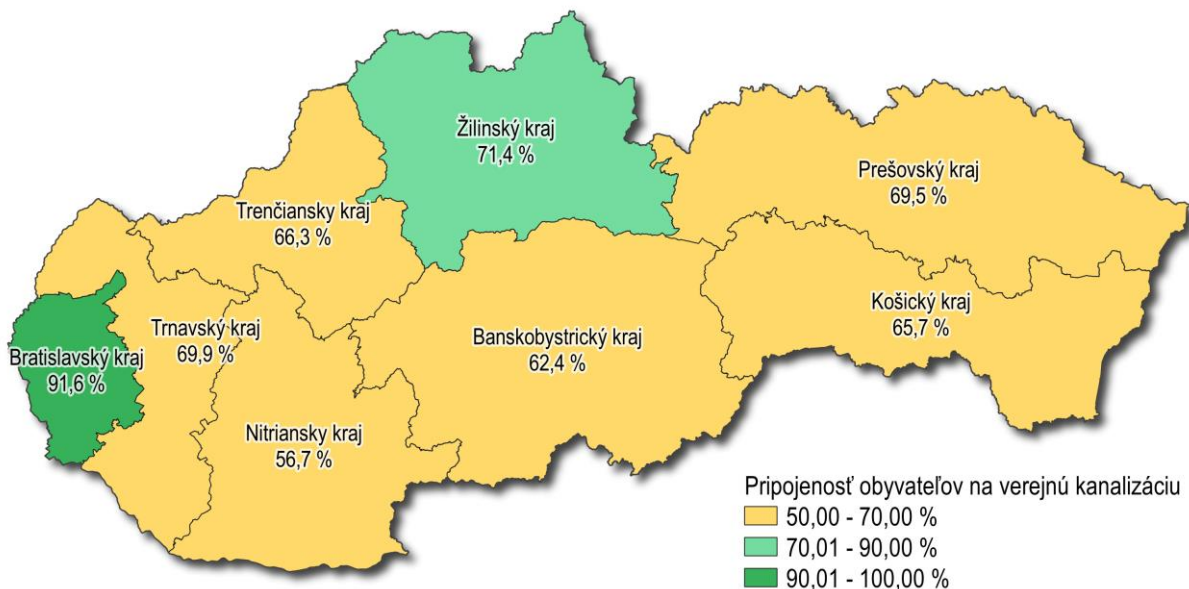 Žilinský kraj
71,4 %
Prešovský kraj
69,5 %
Trenčiansky kraj
66,3 %
Košický kraj
65,7 %
Trnavský kraj
69,9 %
Banskobystrický kraj
62,4 %
Bratislavský kraj
91,6 %
Nitriansky kraj
56,7 %
Pripojenosť obyvateľov na verejnú kanalizáciu
50,00 - 70,00 %
70,01 - 90,00 %
90,01 - 100,00 %